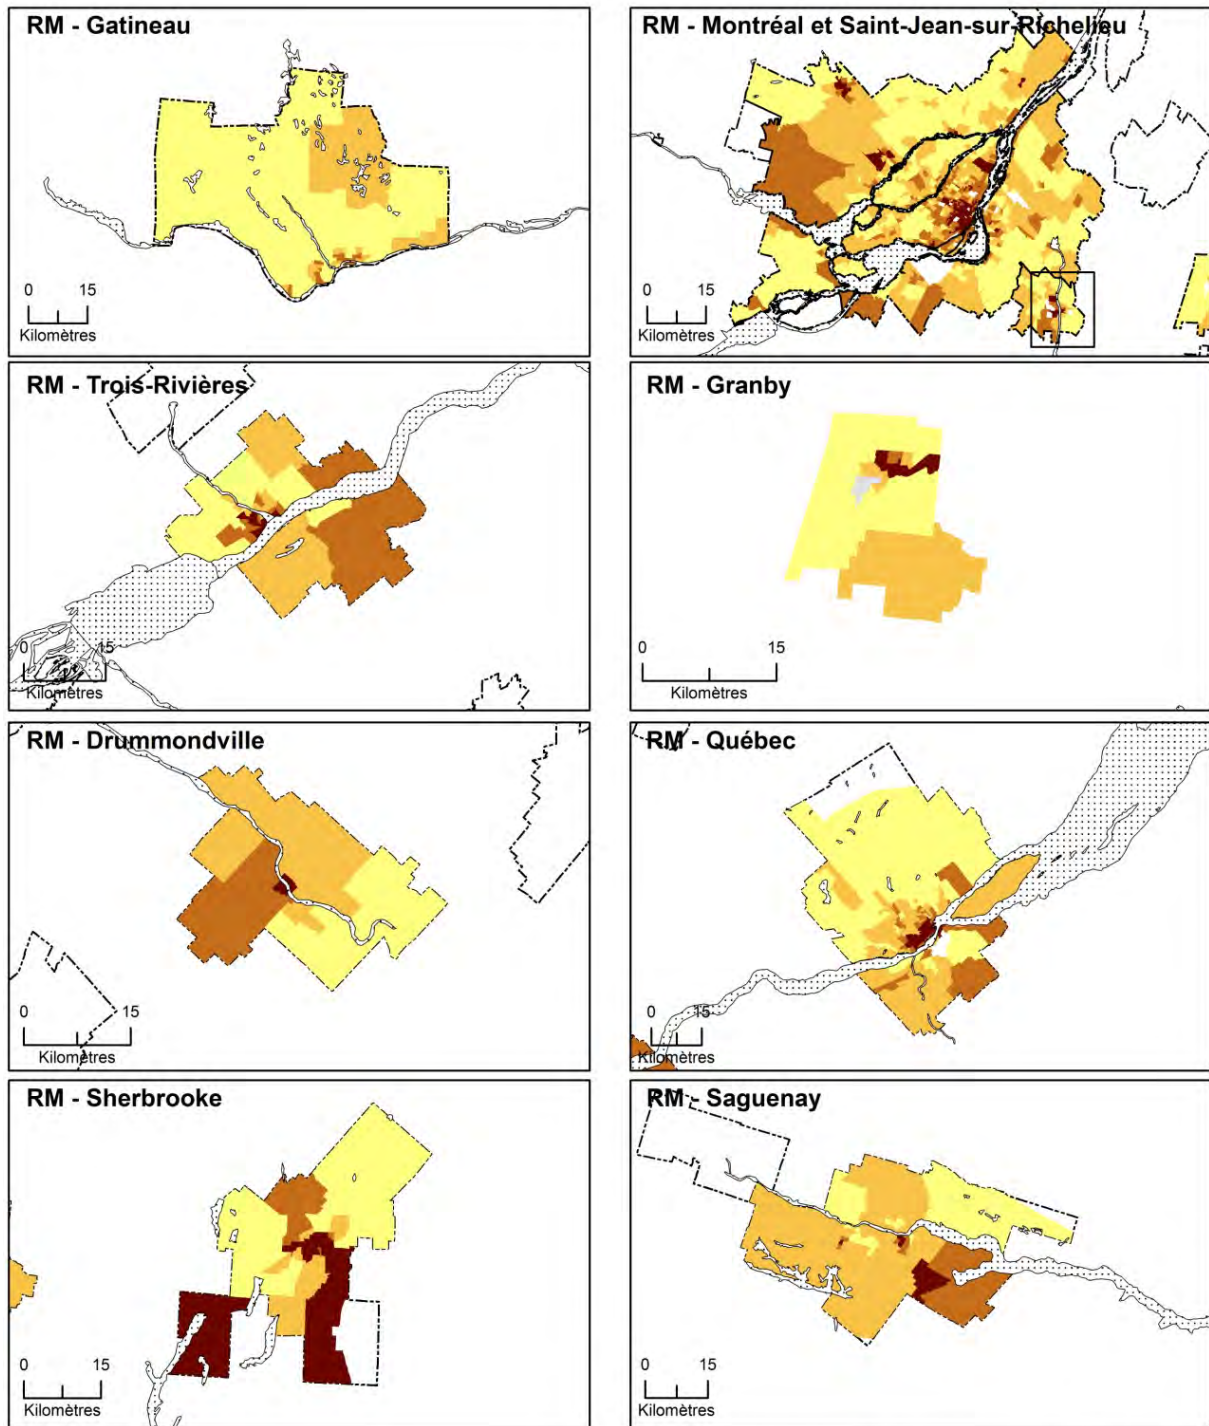 RM - Gatineau
0 15
Kilomètres
RM - Montréal et Saint-Jean-sur-Richelieu
0 15
Kilomètres
RM - Trois-Rivières
0 15
Kilomètres
RM - Granby
0 15
Kilomètres
RM - Drummondville
0 15
Kilomètres
RM - Québec
0 15
Kilomètres
RM - Sherbrooke
0 15
Kilomètres
RM - Saguenay
0 15
Kilomètres